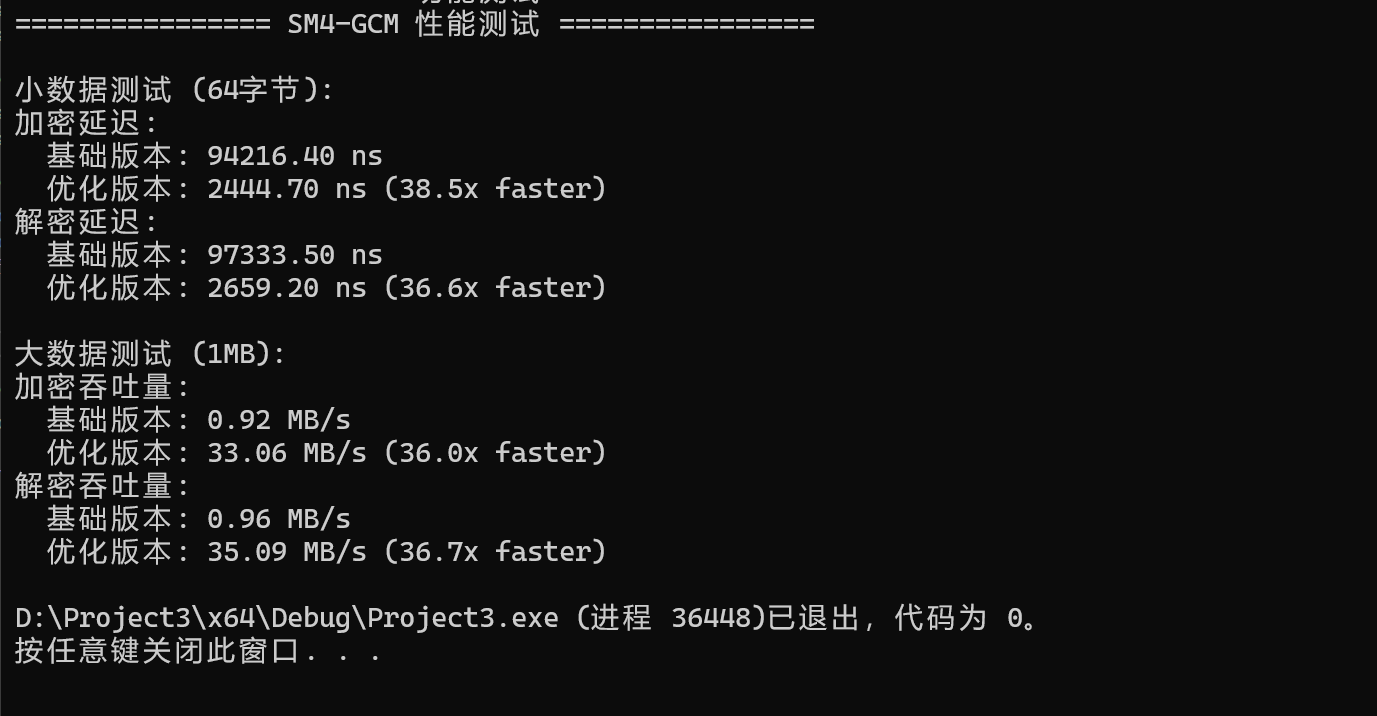 ================ SM4-GCM 性能测试 ================
小数据测试 (64字节):
加密延迟:
  基础版本: 94216.40 ns
  优化版本: 2444.70 ns (38.5x faster)
解密延迟:
  基础版本: 97333.50 ns
  优化版本: 2659.20 ns (36.6x faster)
大数据测试 (1MB):
加密吞吐量:
  基础版本: 0.92 MB/s
  优化版本: 33.06 MB/s (36.0x faster)
解密吞吐量:
  基础版本: 0.96 MB/s
  优化版本: 35.09 MB/s (36.7x faster)
D:\Project3\x64\Debug\Project3.exe (进程 36448)已退出，代码为 0。
按任意键关闭此窗口. . .